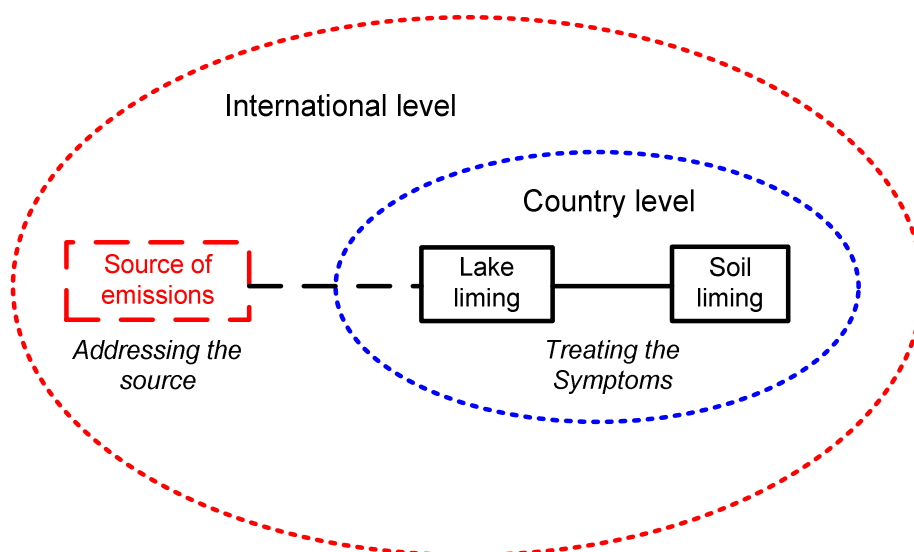 International level
Country level
Source of
emissions
Lake
liming
Soil
liming
Addressing the
source
Treating the
Symptoms